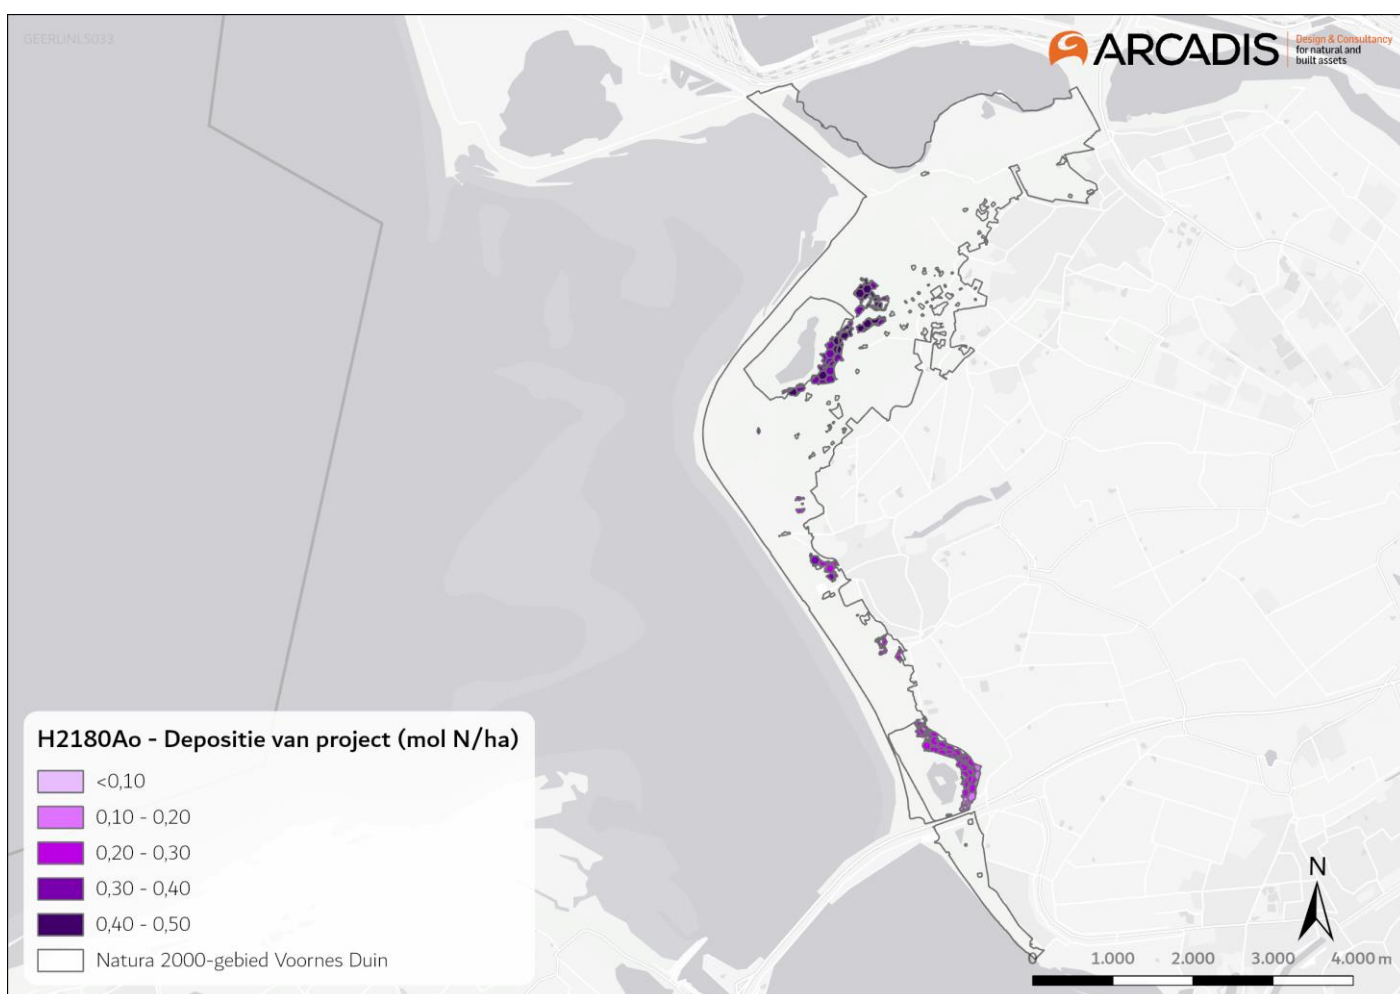 GEERLINL5033
ARCADIS
Design & Consultancy
for natural and
built assets
H2180Ao - Depositie van project (mol N/ha)
<0,10
0,10 - 0,20
0,20 - 0,30
0,30 - 0,40
0,40 - 0,50
Natura 2000-gebied Voornes Duin
N
0 1.000 2.000 3.000 4.000 m